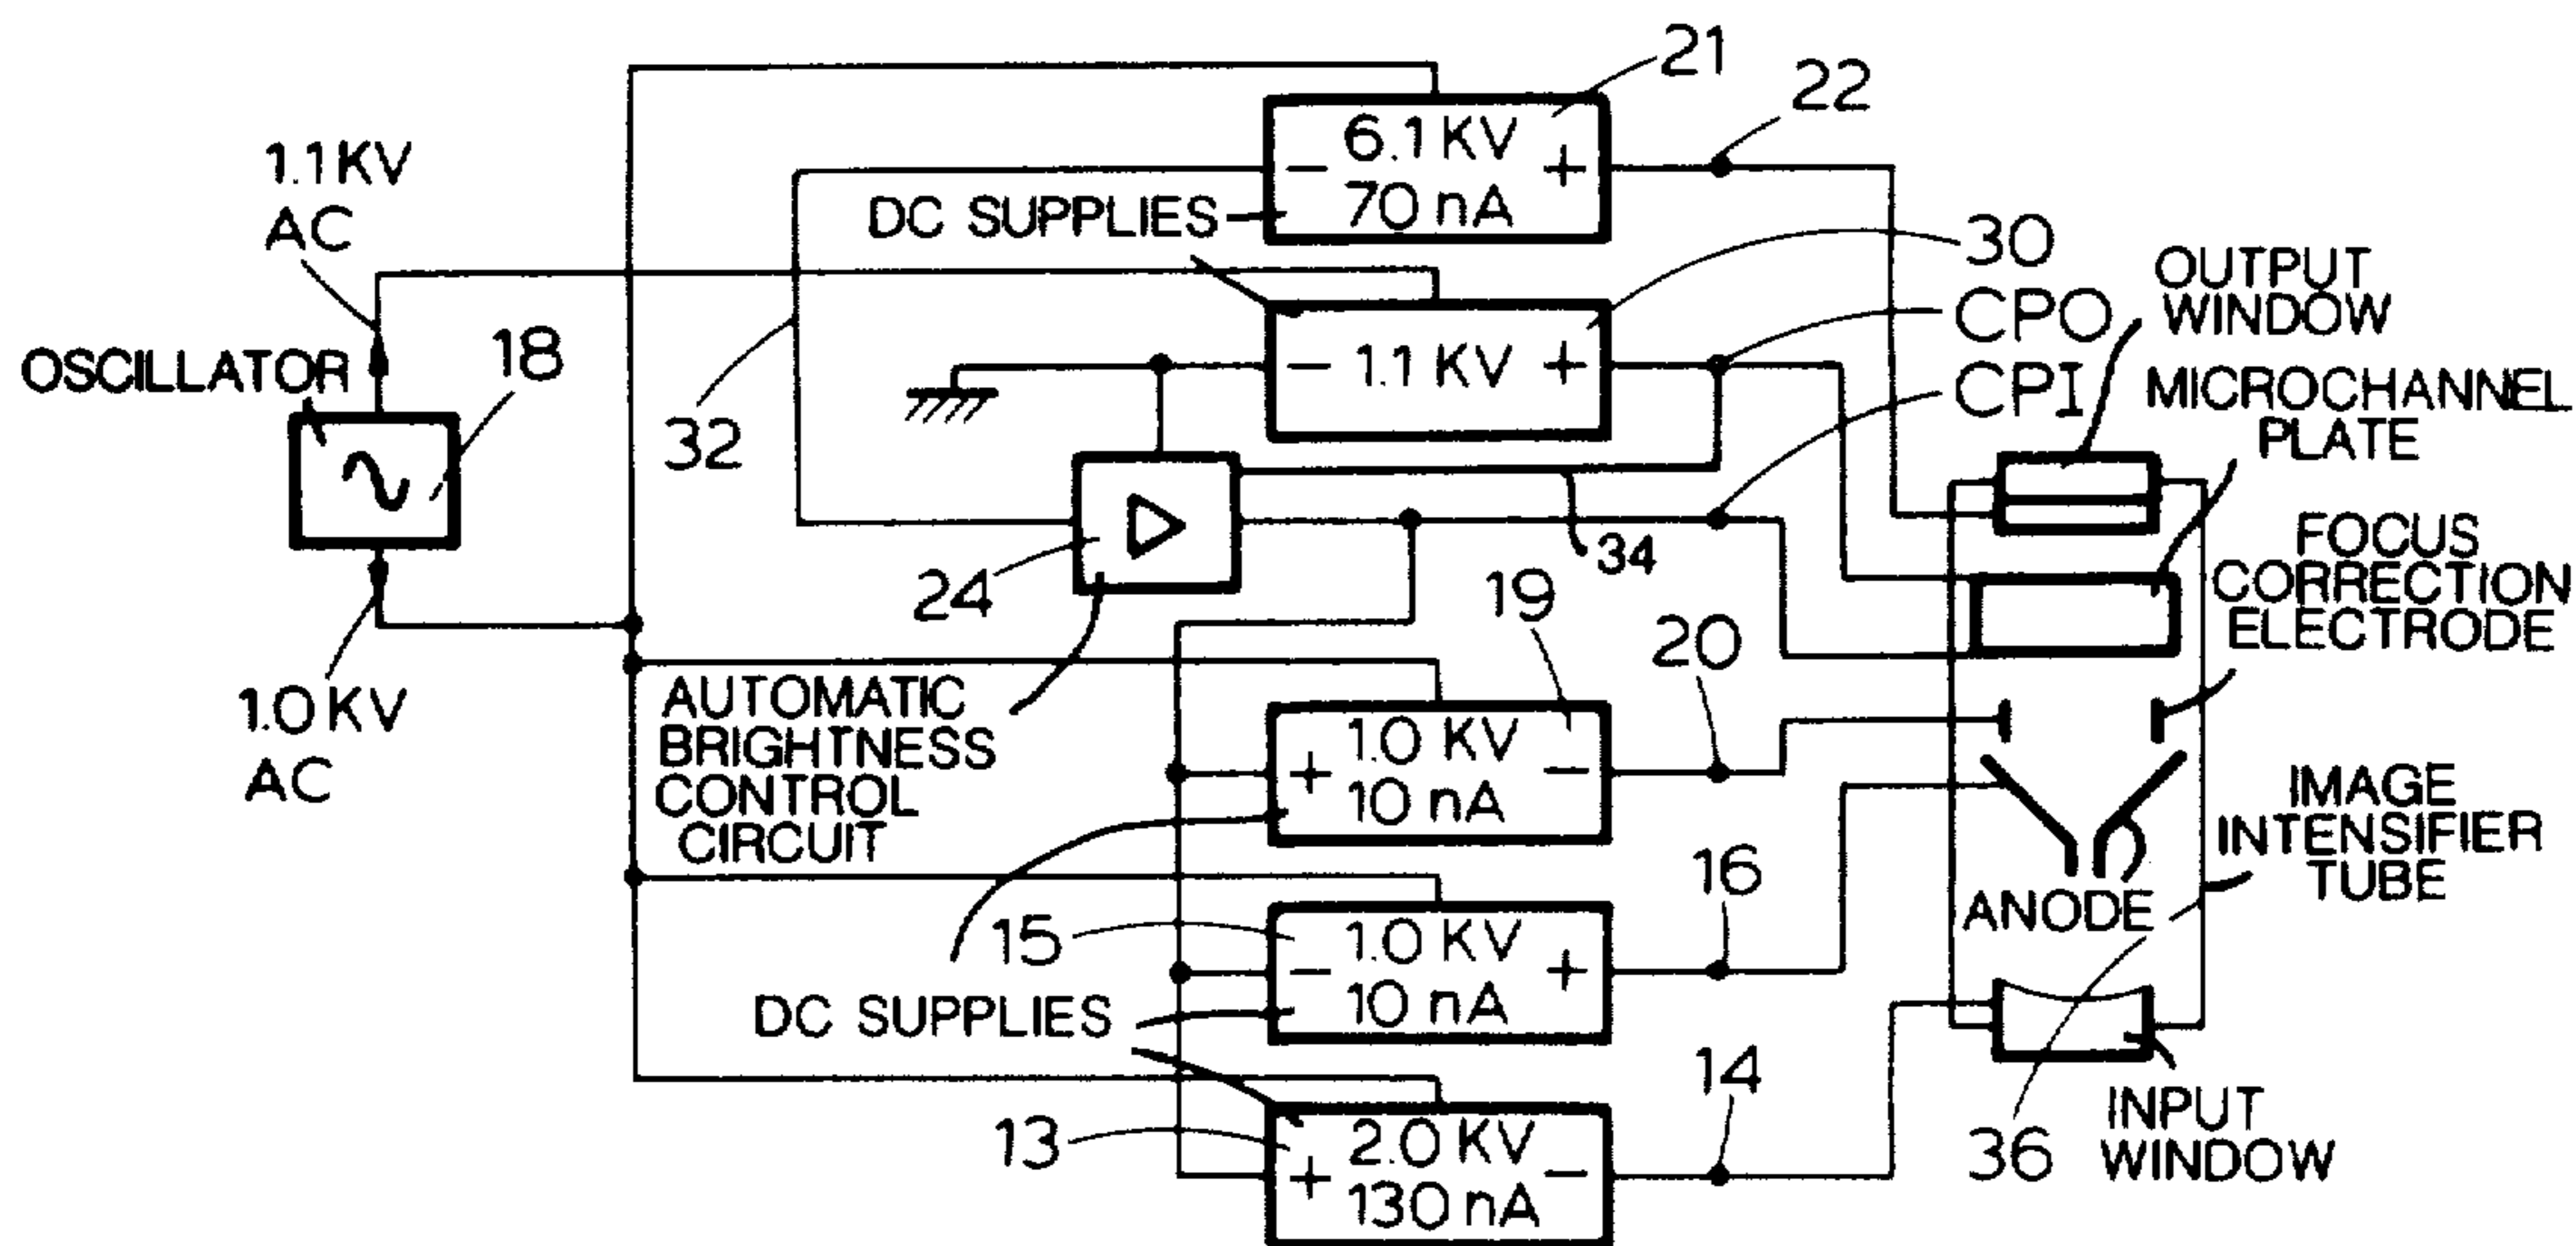 21
22
6.1 KV
70 nA
-
+
1.1 KV
AC
DC SUPPLIES
30
CPO
CPI
OUTPUT
WINDOW
MICROCHANNEL
PLATE
OSCILLATOR
18
- 1.1 KV +
32
24
34
FOCUS
CORRECTION
ELECTRODE
19
20
1.0 KV
AC
AUTOMATIC
BRIGHTNESS
CONTROL
CIRCUIT
1.0 KV
+ -
10 nA
IMAGE
INTENSIFIER
TUBE
ANODE
15
16
1.0 KV
- +
10 nA
DC SUPPLIES
13
14
2.0 KV
+ -
130 nA
36
INPUT
WINDOW